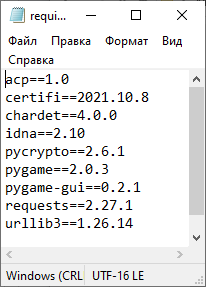 requi...
Файл Правка Формат Вид
Справка
acp==1.0
certifi==2021.10.8
chardet==4.0.0
idna==2.10
pycrypto==2.6.1
pygame==2.0.3
pygame-gui==0.2.1
requests==2.27.1
urllib3==1.26.14
Windows (CRL UTF-16 LE